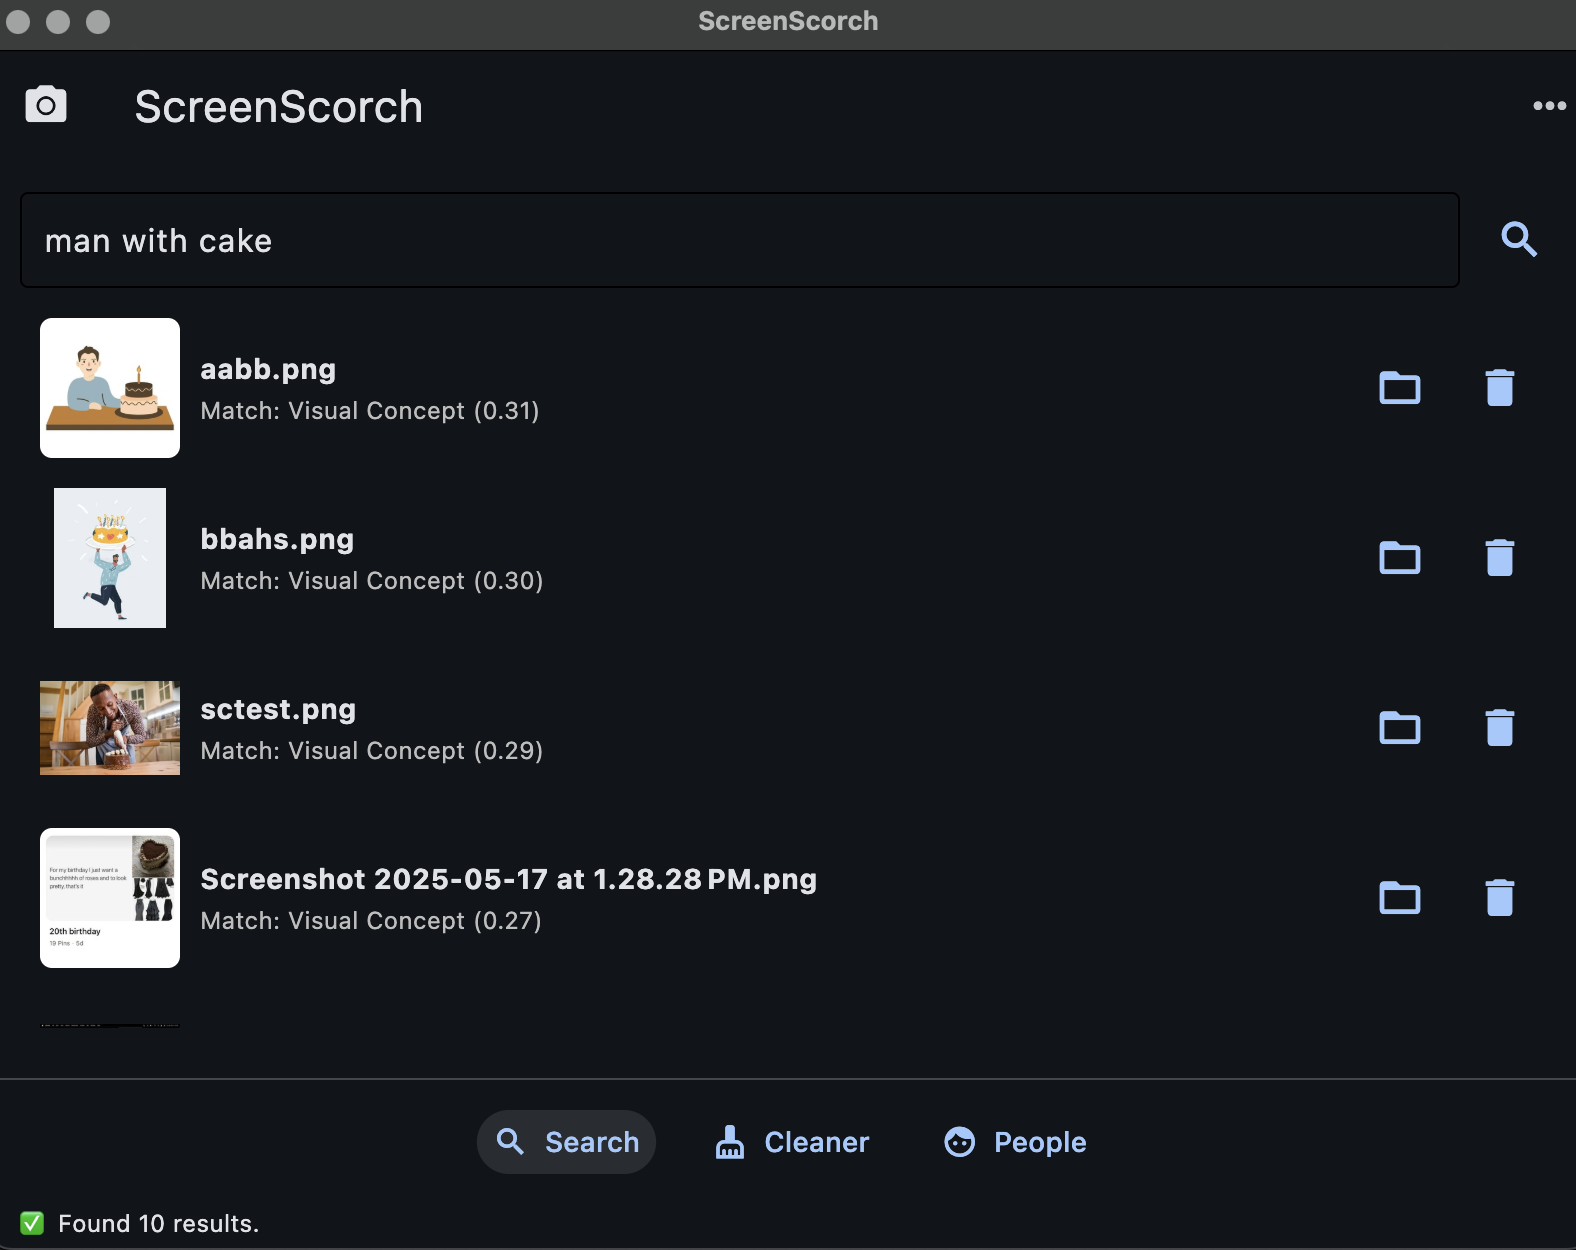 ScreenScorch
ScreenScorch
man with cake
aabb.png
Match: Visual Concept (0.31)
bbahs.png
Match: Visual Concept (0.30)
sctest.png
Match: Visual Concept (0.29)
For my birthday I just want a
bunchhhhh of roses and to look
pretty, that's it
20th birthday
19 Pins · 5d
Screenshot 2025-05-17 at 1.28.28 PM.png
Match: Visual Concept (0.27)
Search
Cleaner
People
Found 10 results.